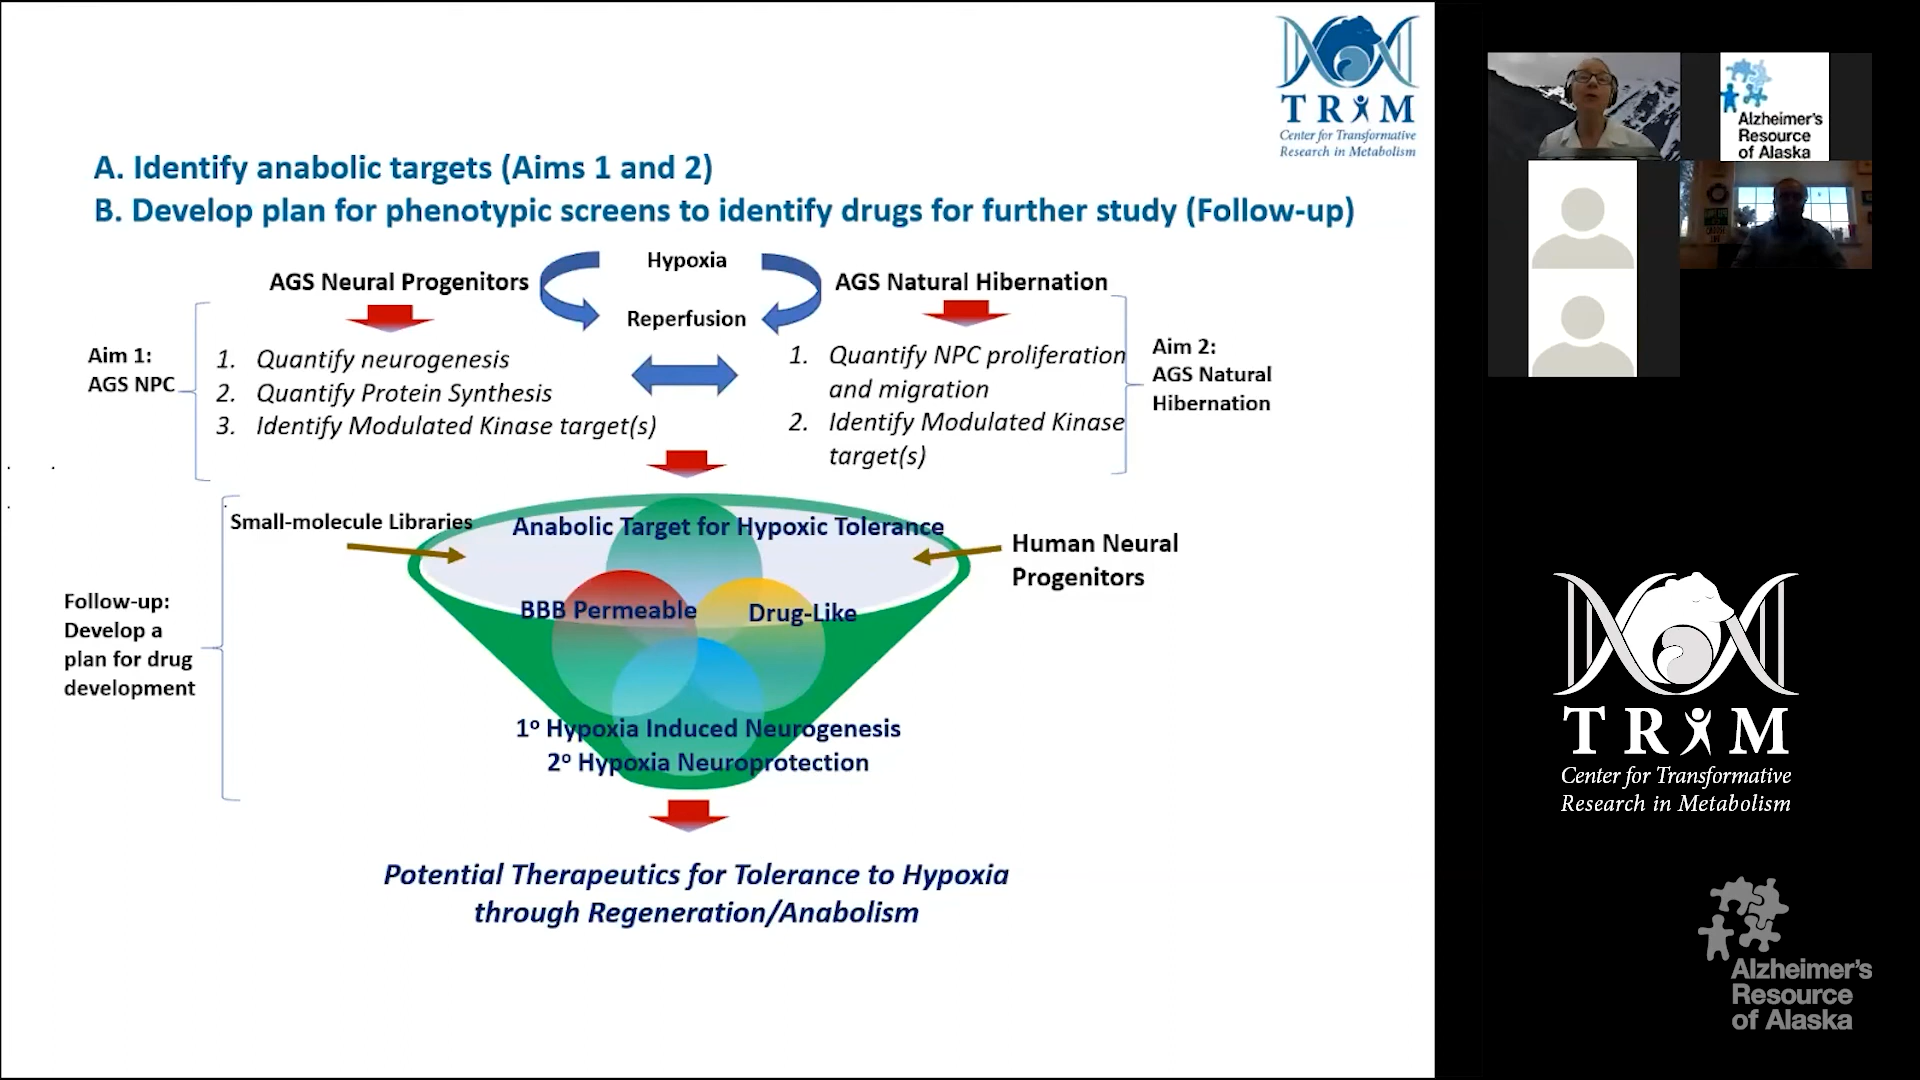 TRiM
Center for Transformative
Research in Metabolism
A. Identify anabolic targets (Aims 1 and 2)
B. Develop plan for phenotypic screens to identify drugs for further study (Follow-up)
Hypoxia
AGS Neural Progenitors
AGS Natural Hibernation
Reperfusion
Aim 1:
AGS NPC
1. Quantify neurogenesis
2. Quantify Protein Synthesis
3. Identify Modulated Kinase target(s)
1. Quantify NPC proliferation
and migration
2. Identify Modulated Kinase
target(s)
Aim 2:
AGS Natural
Hibernation
Small-molecule Libraries
Anabolic Target for Hypoxic Tolerance
Human Neural
Progenitors
BBB Permeable
Drug-Like
Follow-up:
Develop a
plan for drug
development
1º Hypoxia Induced Neurogenesis
2º Hypoxia Neuroprotection
Potential Therapeutics for Tolerance to Hypoxia
through Regeneration/Anabolism
Alzheimer's
Resource
of Alaska
TRiM
Center for Transformative
Research in Metabolism
Alzheimer's
Resource
of Alaska